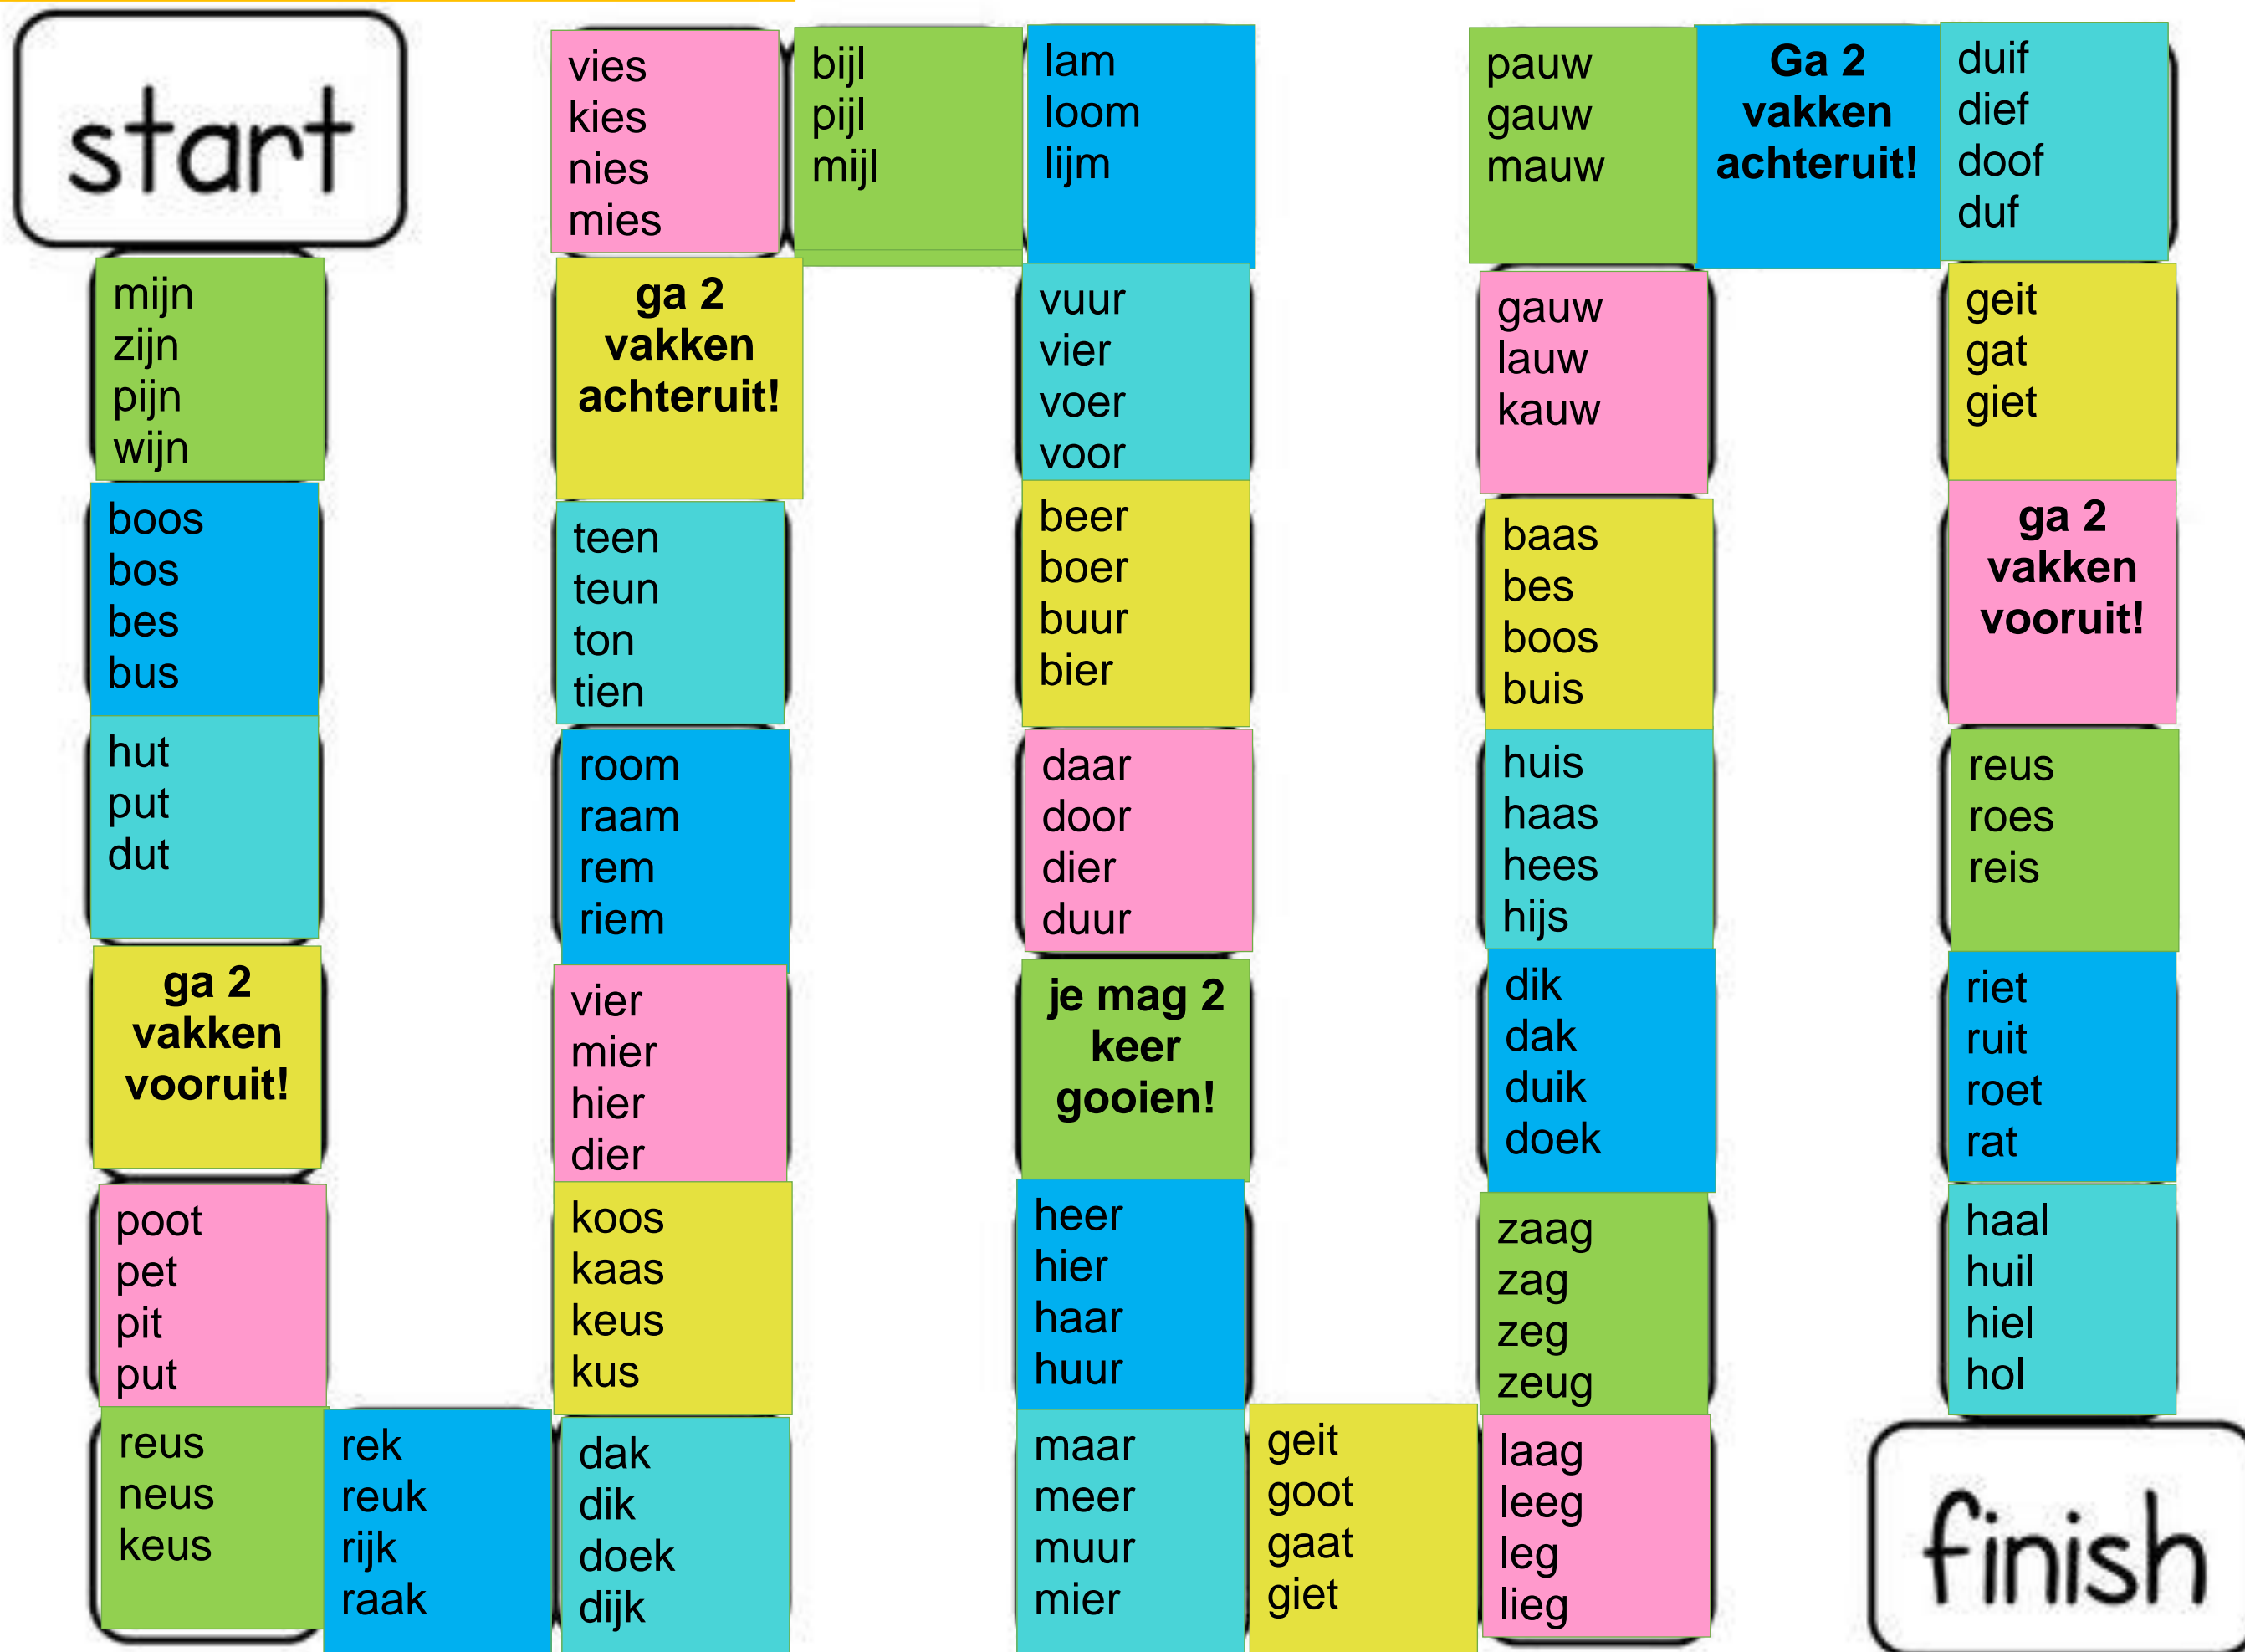 start
mijn
zijn
pijn
wijn
boos
bos
bes
bus
hut
put
dut
ga 2
vakken
vooruit!
poot
pet
pit
put
reus
neus
keus
rek
reuk
rijk
raak
dak
dik
doek
dijk
koos
kaas
keus
kus
vier
mier
hier
dier
room
raam
rem
riem
teen
teun
ton
tien
ga 2
vakken
achteruit!
vies
kies
nies
mies
bijl
pijl
mijl
lam
loom
lijm
vuur
vier
voer
voor
beer
boer
buur
bier
daar
door
dier
duur
je mag 2
keer
gooien!
heer
hier
haar
huur
maar
meer
muur
mier
geit
goot
gaat
giet
laag
leeg
leg
lieg
zaag
zag
zeg
zeug
dik
dak
duik
doek
huis
haas
hees
hijs
baas
bes
boos
buis
gauw
lauw
kauw
pauw
gauw
mauw
Ga 2
vakken
achteruit!
duif
dief
doof
duf
geit
gat
giet
ga 2
vakken
vooruit!
reus
roes
reis
riet
ruit
roet
rat
haal
huil
hiel
hol
finish